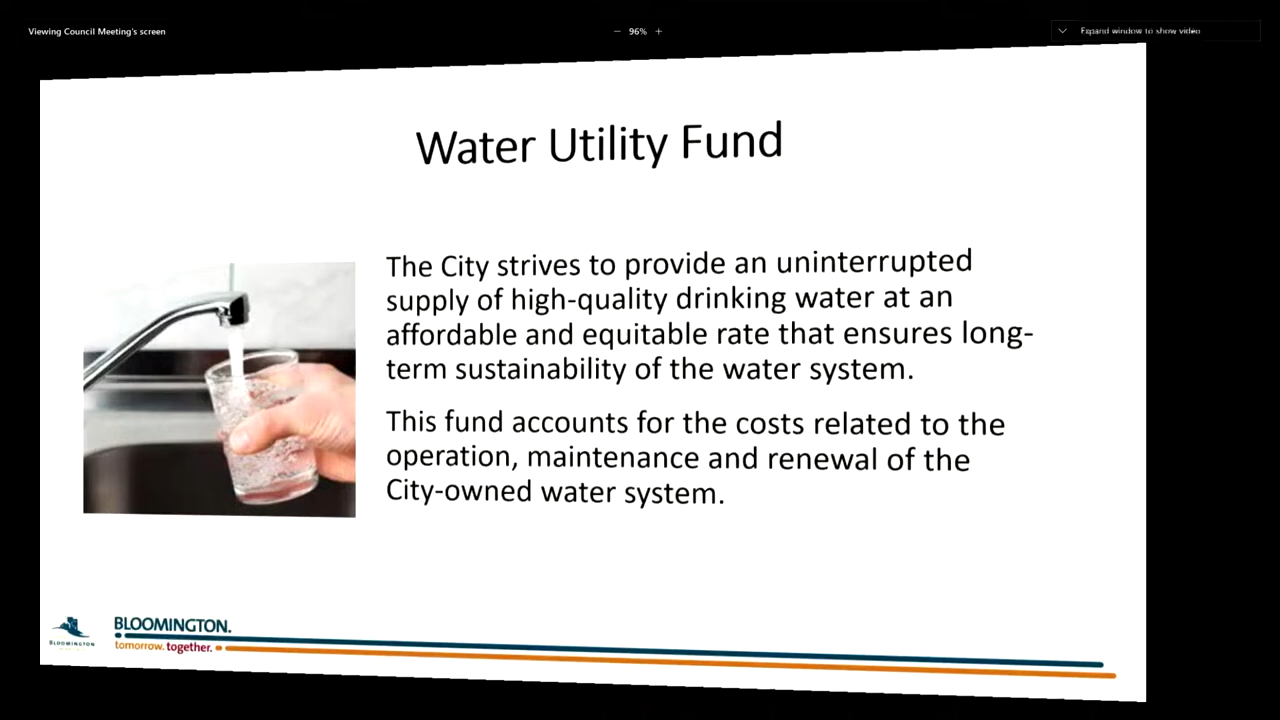 Viewing Council Meeting's screen
96%
Expand window to show video
Water Utility Fund
The City strives to provide an uninterrupted
supply of high-quality drinking water at an
affordable and equitable rate that ensures long-
term sustainability of the water system.
This fund accounts for the costs related to the
operation, maintenance and renewal of the
City-owned water system.
BLOOMINGTON
BLOOMINGTON.
tomorrow. together.